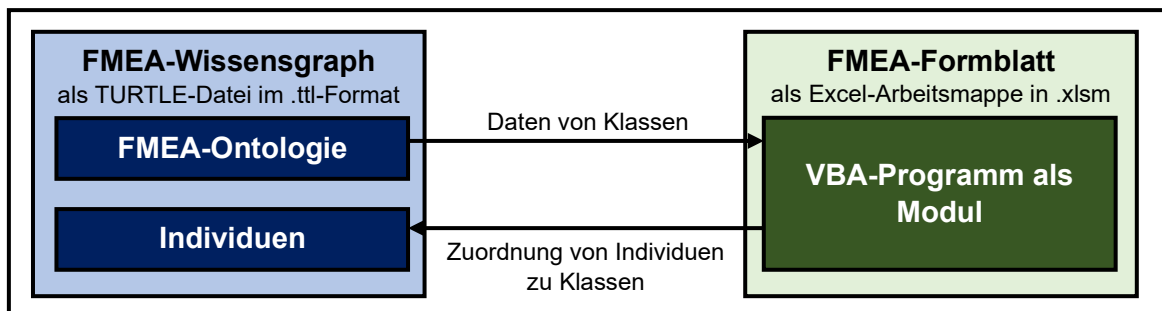 FMEA-Wissensgraph
als TURTLE-Datei im .ttl-Format
FMEA-Ontologie
Individuen
Daten von Klassen
Zuordnung von Individuen
zu Klassen
FMEA-Formblatt
als Excel-Arbeitsmappe in .xlsm
VBA-Programm als
Modul